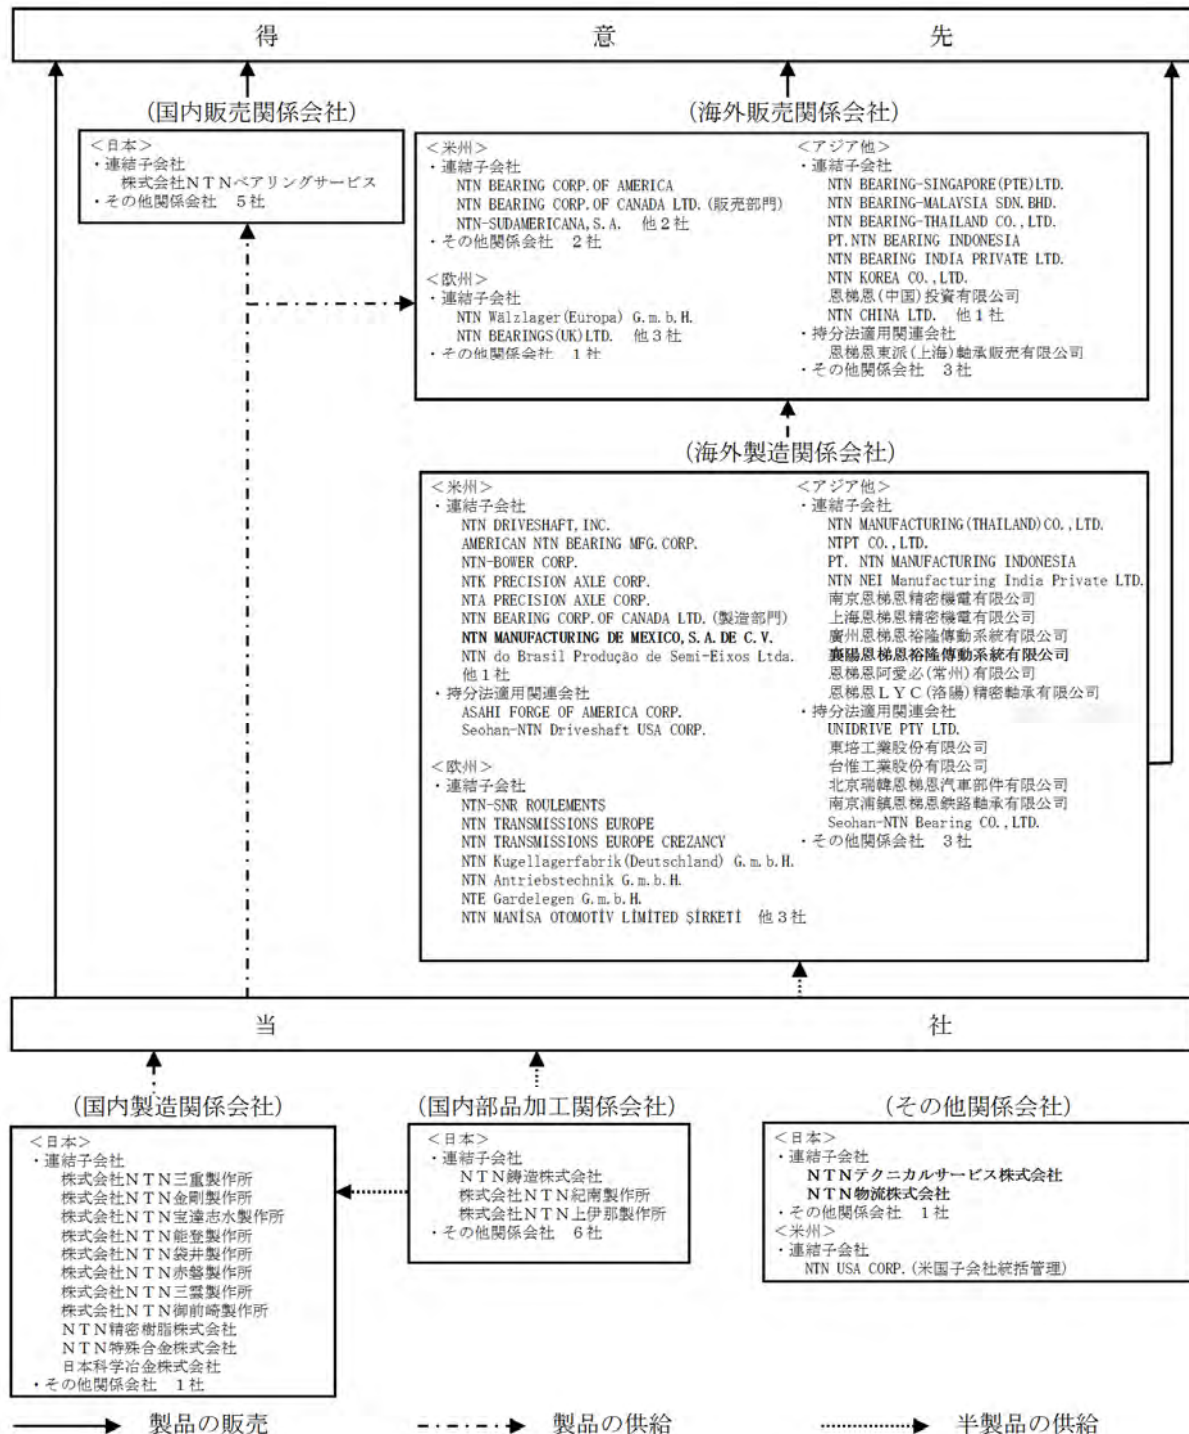 得意先
(国内販売関係会社)
＜日本＞
・連結子会社
株式会社ＮＴＮベアリングサービス
・その他関係会社　５社
(海外販売関係会社)
＜米州＞
・連結子会社
NTN BEARING CORP.OF AMERICA
NTN BEARING CORP.OF CANADA LTD.(販売部門)
NTN-SUDAMERICANA,S.A.　他２社
・その他関係会社　２社
＜欧州＞
・連結子会社
NTN Wälzlager(Europa) G.m.b.H.
NTN BEARINGS(UK)LTD.　他３社
・その他関係会社　１社
＜アジア他＞
・連結子会社
NTN BEARING-SINGAPORE(PTE)LTD.
NTN BEARING-MALAYSIA SDN.BHD.
NTN BEARING-THAILAND CO.,LTD.
PT.NTN BEARING INDONESIA
NTN BEARING INDIA PRIVATE LTD.
NTN KOREA CO.,LTD.
恩梯恩(中国)投資有限公司
NTN CHINA LTD.　他１社
・持分法適用関連会社
恩梯恩東派(上海)軸承販売有限公司
・その他関係会社　３社
(海外製造関係会社)
＜米州＞
・連結子会社
NTN DRIVESHAFT,INC.
AMERICAN NTN BEARING MFG.CORP.
NTN-BOWER CORP.
NTK PRECISION AXLE CORP.
NTA PRECISION AXLE CORP.
NTN BEARING CORP.OF CANADA LTD.(製造部門)
NTN MANUFACTURING DE MEXICO,S.A.DE C.V.
NTN do Brasil Produção de Semi-Eixos Ltda.
他１社
・持分法適用関連会社
ASAHI FORGE OF AMERICA CORP.
Seohan-NTN Driveshaft USA CORP.
＜欧州＞
・連結子会社
NTN-SNR ROULEMENTS
NTN TRANSMISSIONS EUROPE
NTN TRANSMISSIONS EUROPE CREZANCY
NTN Kugellagerfabrik(Deutschland) G.m.b.H.
NTN Antriebstechnik G.m.b.H.
NTE Gardelegen G.m.b.H.
NTN MANİSA OTOMOTİV LİMİTED ŞİRKETİ　他３社
＜アジア他＞
・連結子会社
NTN MANUFACTURING(THAILAND)CO.,LTD.
NTPT CO.,LTD.
PT. NTN MANUFACTURING INDONESIA
NTN NEI Manufacturing India Private LTD.
南京恩梯恩精密機電有限公司
上海恩梯恩精密機電有限公司
廣州恩梯恩裕隆傳動系統有限公司
襄陽恩梯恩裕隆傳動系統有限公司
恩梯恩阿愛必(常州)有限公司
恩梯恩ＬＹＣ(洛陽)精密軸承有限公司
・持分法適用関連会社
UNIDRIVE PTY LTD.
東培工業股份有限公司
台惟工業股份有限公司
北京瑞韓恩梯恩汽車部件有限公司
南京浦鎮恩梯恩鉄路軸承有限公司
Seohan-NTN Bearing CO.,LTD.
・その他関係会社　３社
当社
(国内製造関係会社)
＜日本＞
・連結子会社
株式会社ＮＴＮ三重製作所
株式会社ＮＴＮ金剛製作所
株式会社ＮＴＮ宝達志水製作所
株式会社ＮＴＮ能登製作所
株式会社ＮＴＮ袋井製作所
株式会社ＮＴＮ赤磐製作所
株式会社ＮＴＮ三雲製作所
株式会社ＮＴＮ御前崎製作所
ＮＴＮ精密樹脂株式会社
ＮＴＮ特殊合金株式会社
日本科学冶金株式会社
・その他関係会社　１社
(国内部品加工関係会社)
＜日本＞
・連結子会社
ＮＴＮ鋳造株式会社
株式会社ＮＴＮ紀南製作所
株式会社ＮＴＮ上伊那製作所
・その他関係会社　６社
(その他関係会社)
＜日本＞
・連結子会社
ＮＴＮテクニカルサービス株式会社
ＮＴＮ物流株式会社
・その他関係会社　１社
＜米州＞
・連結子会社
NTN USA CORP.(米国子会社統括管理)
製品の販売
製品の供給
半製品の供給